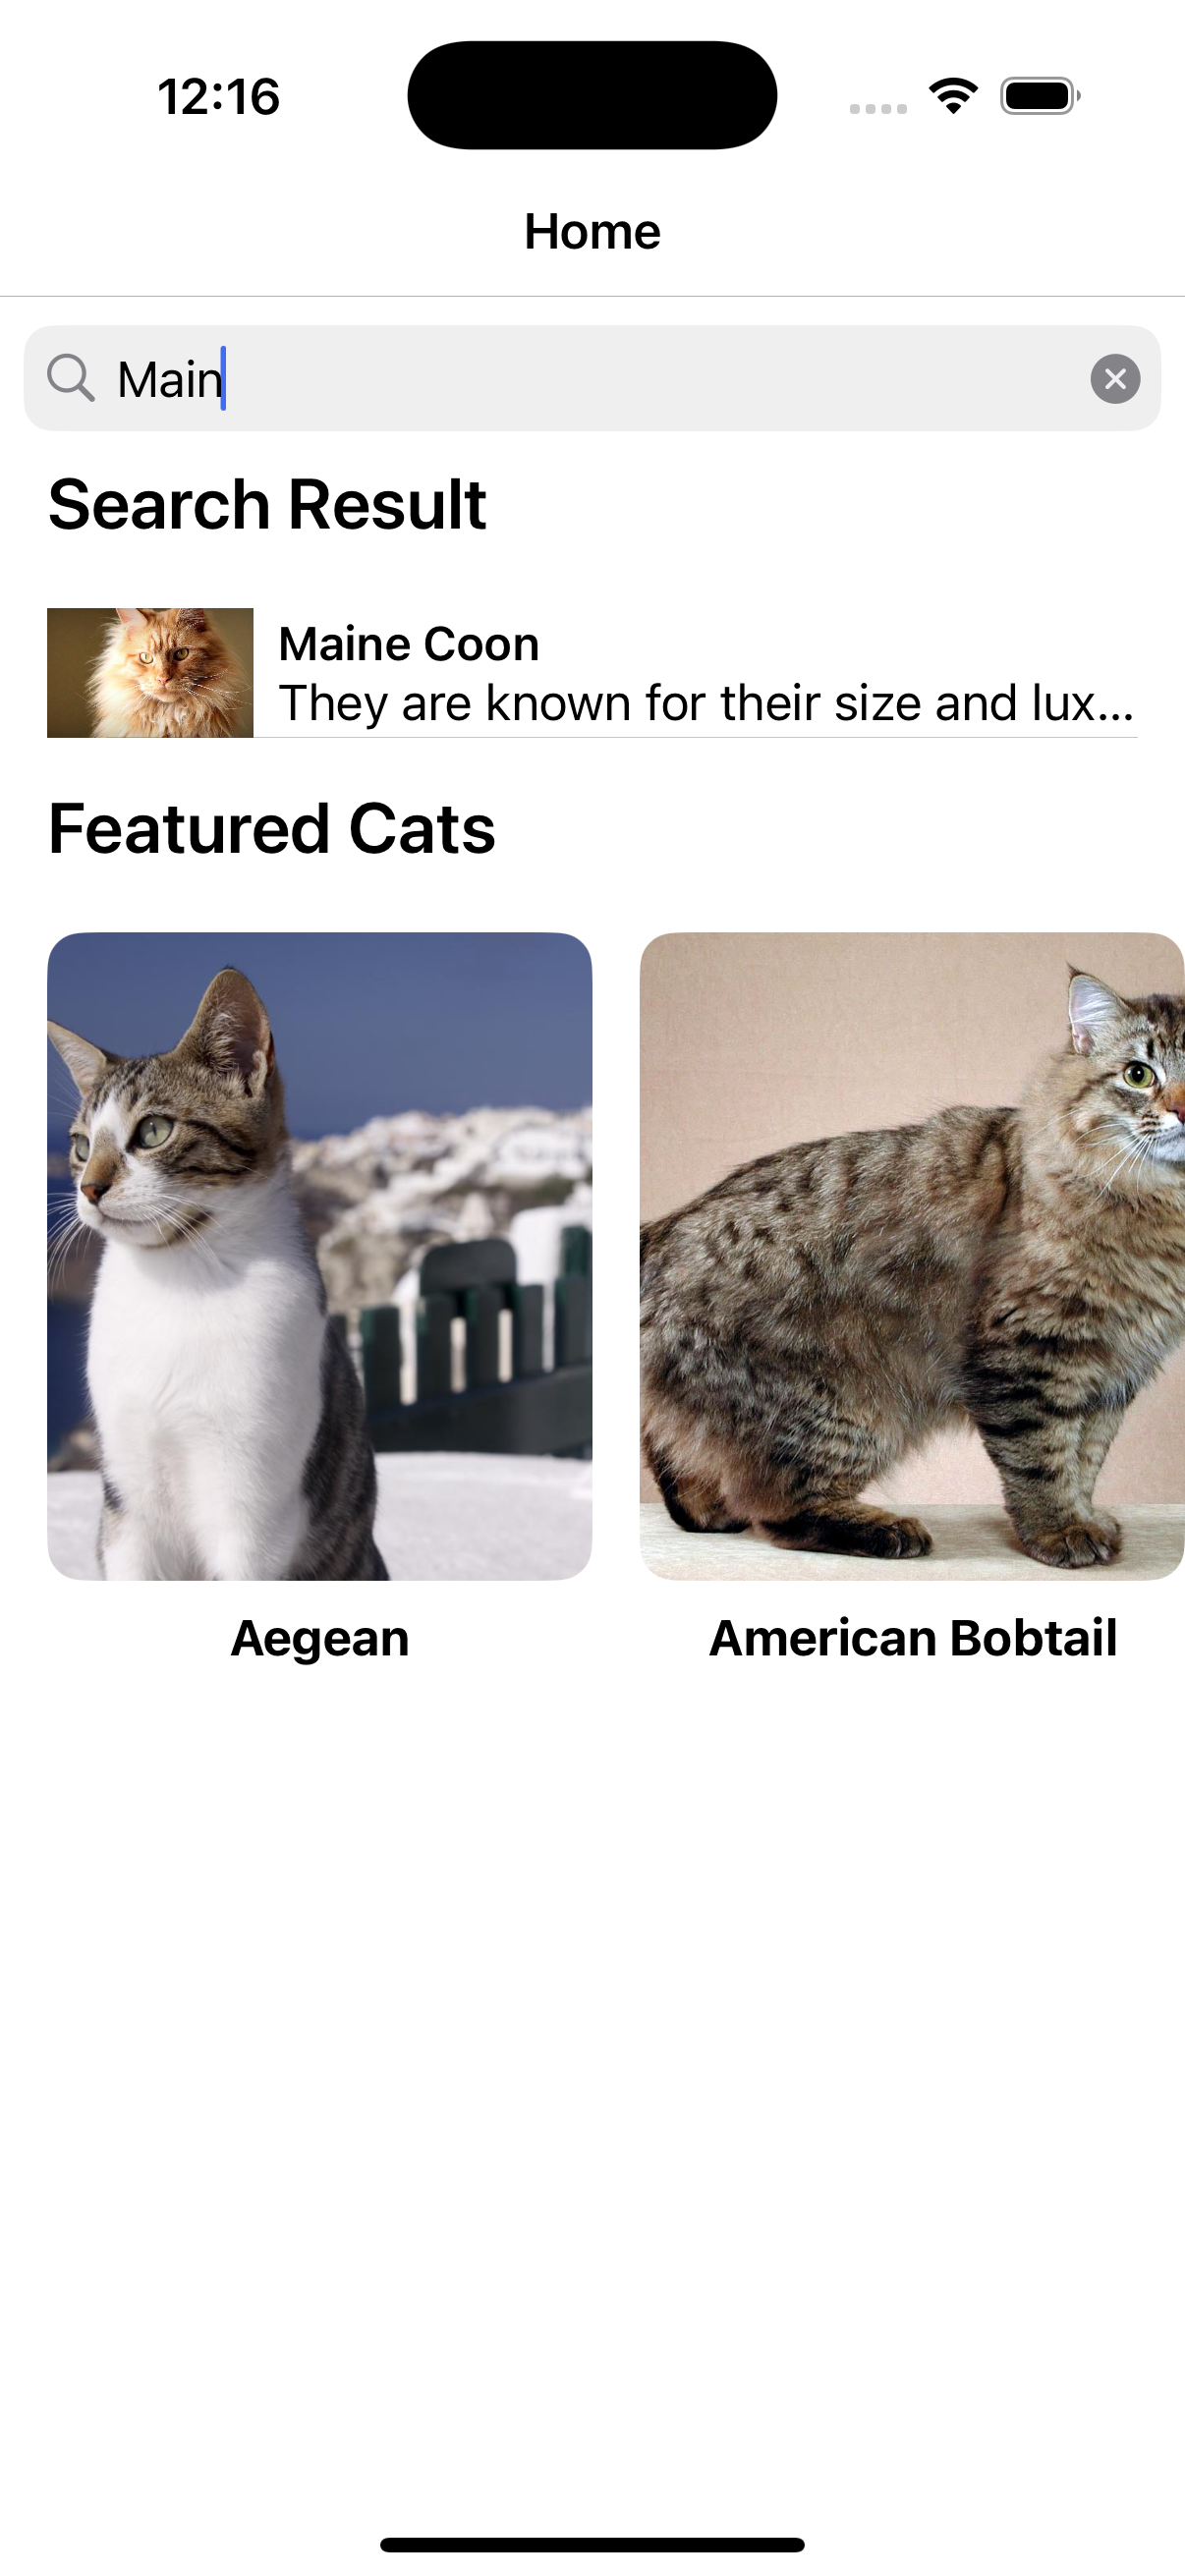 12:16
Home
Main
Search Result
Maine Coon
They are known for their size and lux...
Featured Cats
Aegean
American Bobtail